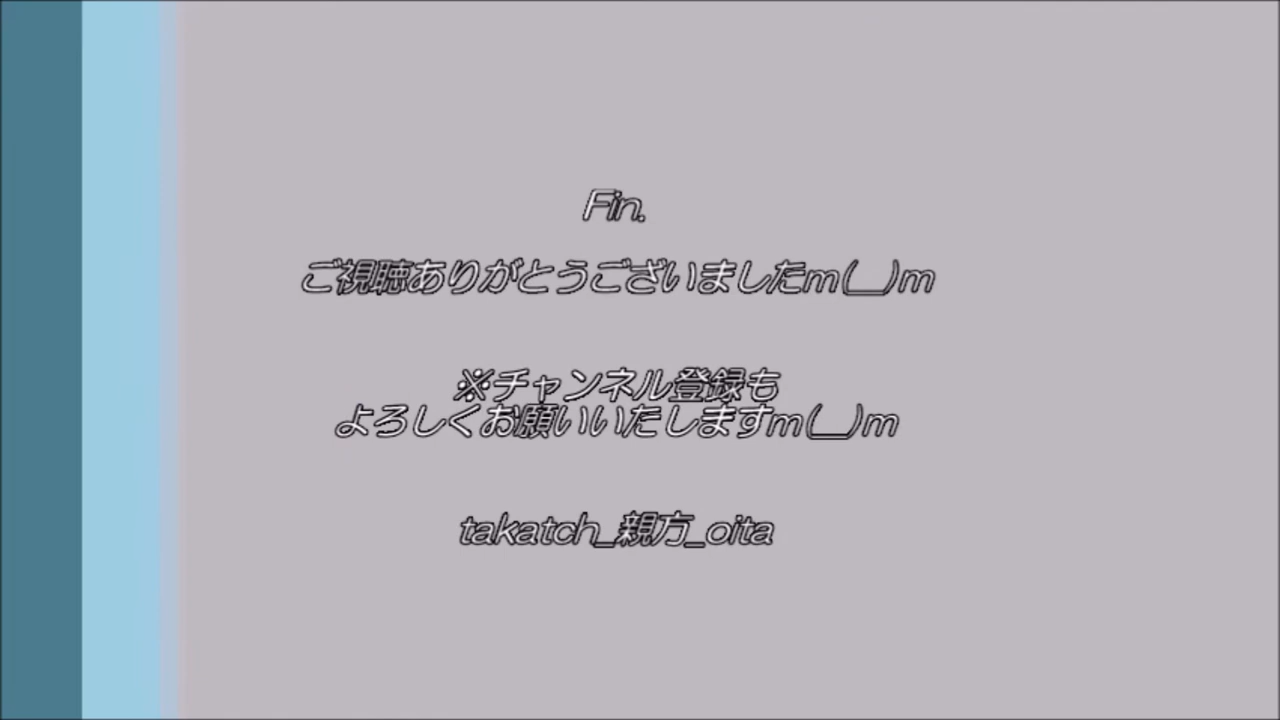 Fin.
ご視聴ありがとうございましたm(__)m
※チャンネル登録も
よろしくお願いいたしますm(__)m
takatch_親方_oita